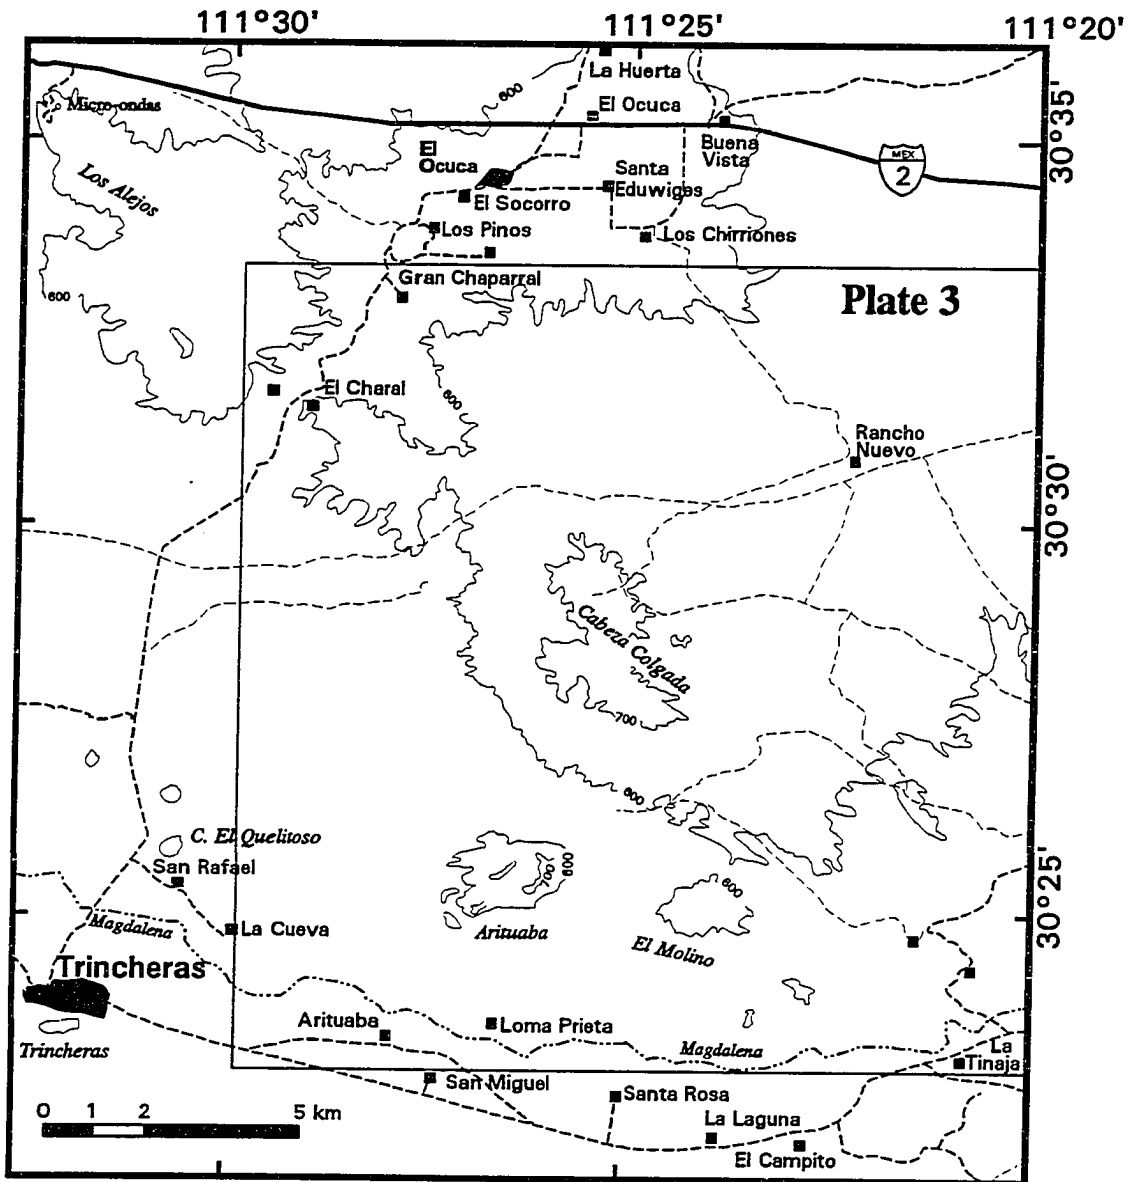 111°30'
111°25'
111°20'
La Huerta
600
El Ocuca
Micro-ondas
30°35'
Buena
Vista
MEX
2
El
Ocuca
Santa
Eduwiges
Los Alejos
El Socorro
Los Pinos
Los Chirriones
Gran Chaparral
600
Plate 3
El Charal
600
Rancho
Nuevo
30°30'
Cabeza Colgada
700
600
C. El Quelitoso
San Rafael
700
600
600
30°25'
Magdalena
La Cueva
Arituaba
El Molino
Trincheras
Arituaba
Loma Prieta
Trincheras
Magdalena
La
Tinaja
San Miguel
Santa Rosa
0 1 2 5 km
La Laguna
El Campito